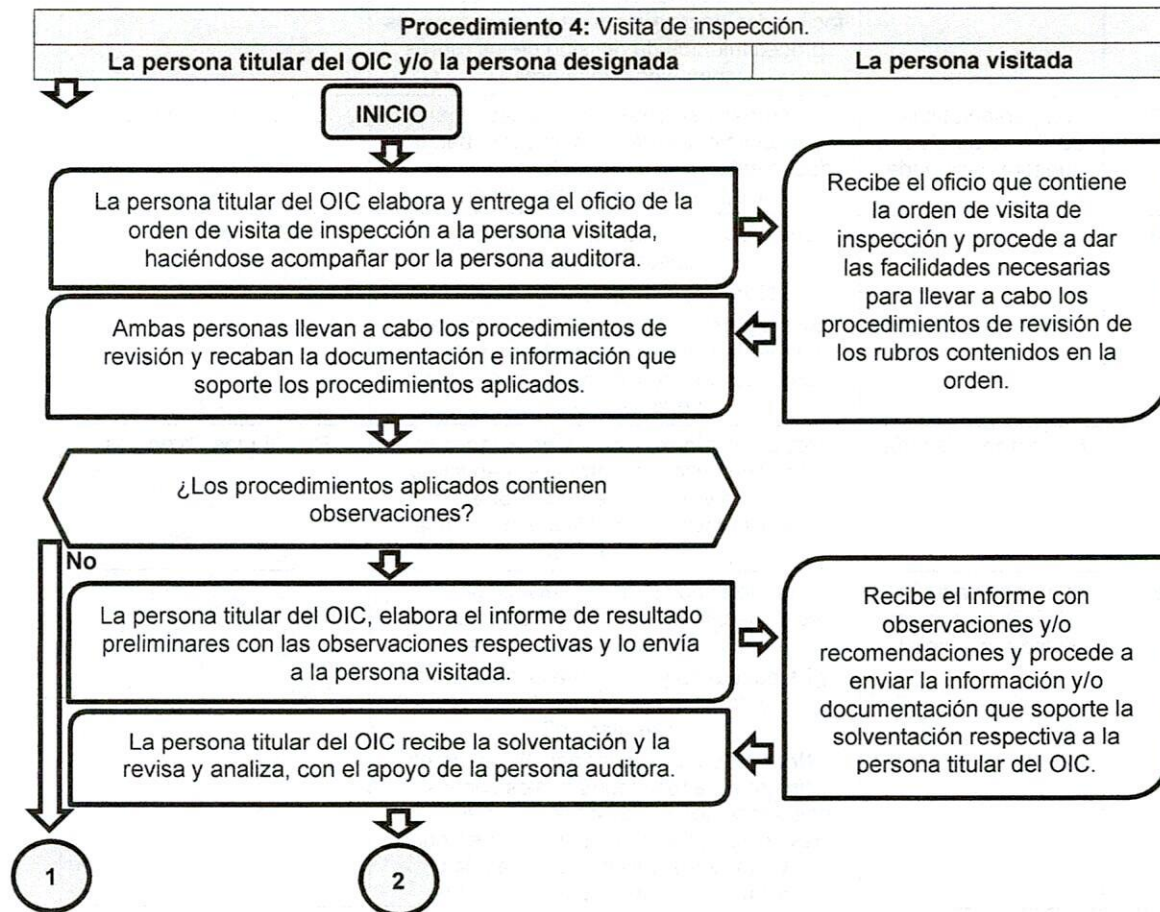 Procedimiento 4: Visita de inspección.
La persona titular del OIC y/o la persona designada
La persona visitada
INICIO
La persona titular del OIC elabora y entrega el oficio de la
orden de visita de inspección a la persona visitada,
haciéndose acompañar por la persona auditora.
Recibe el oficio que contiene
la orden de visita de
inspección y procede a dar
las facilidades necesarias
para llevar a cabo los
procedimientos de revisión de
los rubros contenidos en la
orden.
Ambas personas llevan a cabo los procedimientos de
revisión y recaban la documentación e información que
soporte los procedimientos aplicados.
¿Los procedimientos aplicados contienen
observaciones?
No
La persona titular del OIC, elabora el informe de resultado
preliminares con las observaciones respectivas y lo envía
a la persona visitada.
Recibe el informe con
observaciones y/o
recomendaciones y procede a
enviar la información y/o
documentación que soporte la
solventación respectiva a la
persona titular del OIC.
La persona titular del OIC recibe la solventación y la
revisa y analiza, con el apoyo de la persona auditora.
1
2